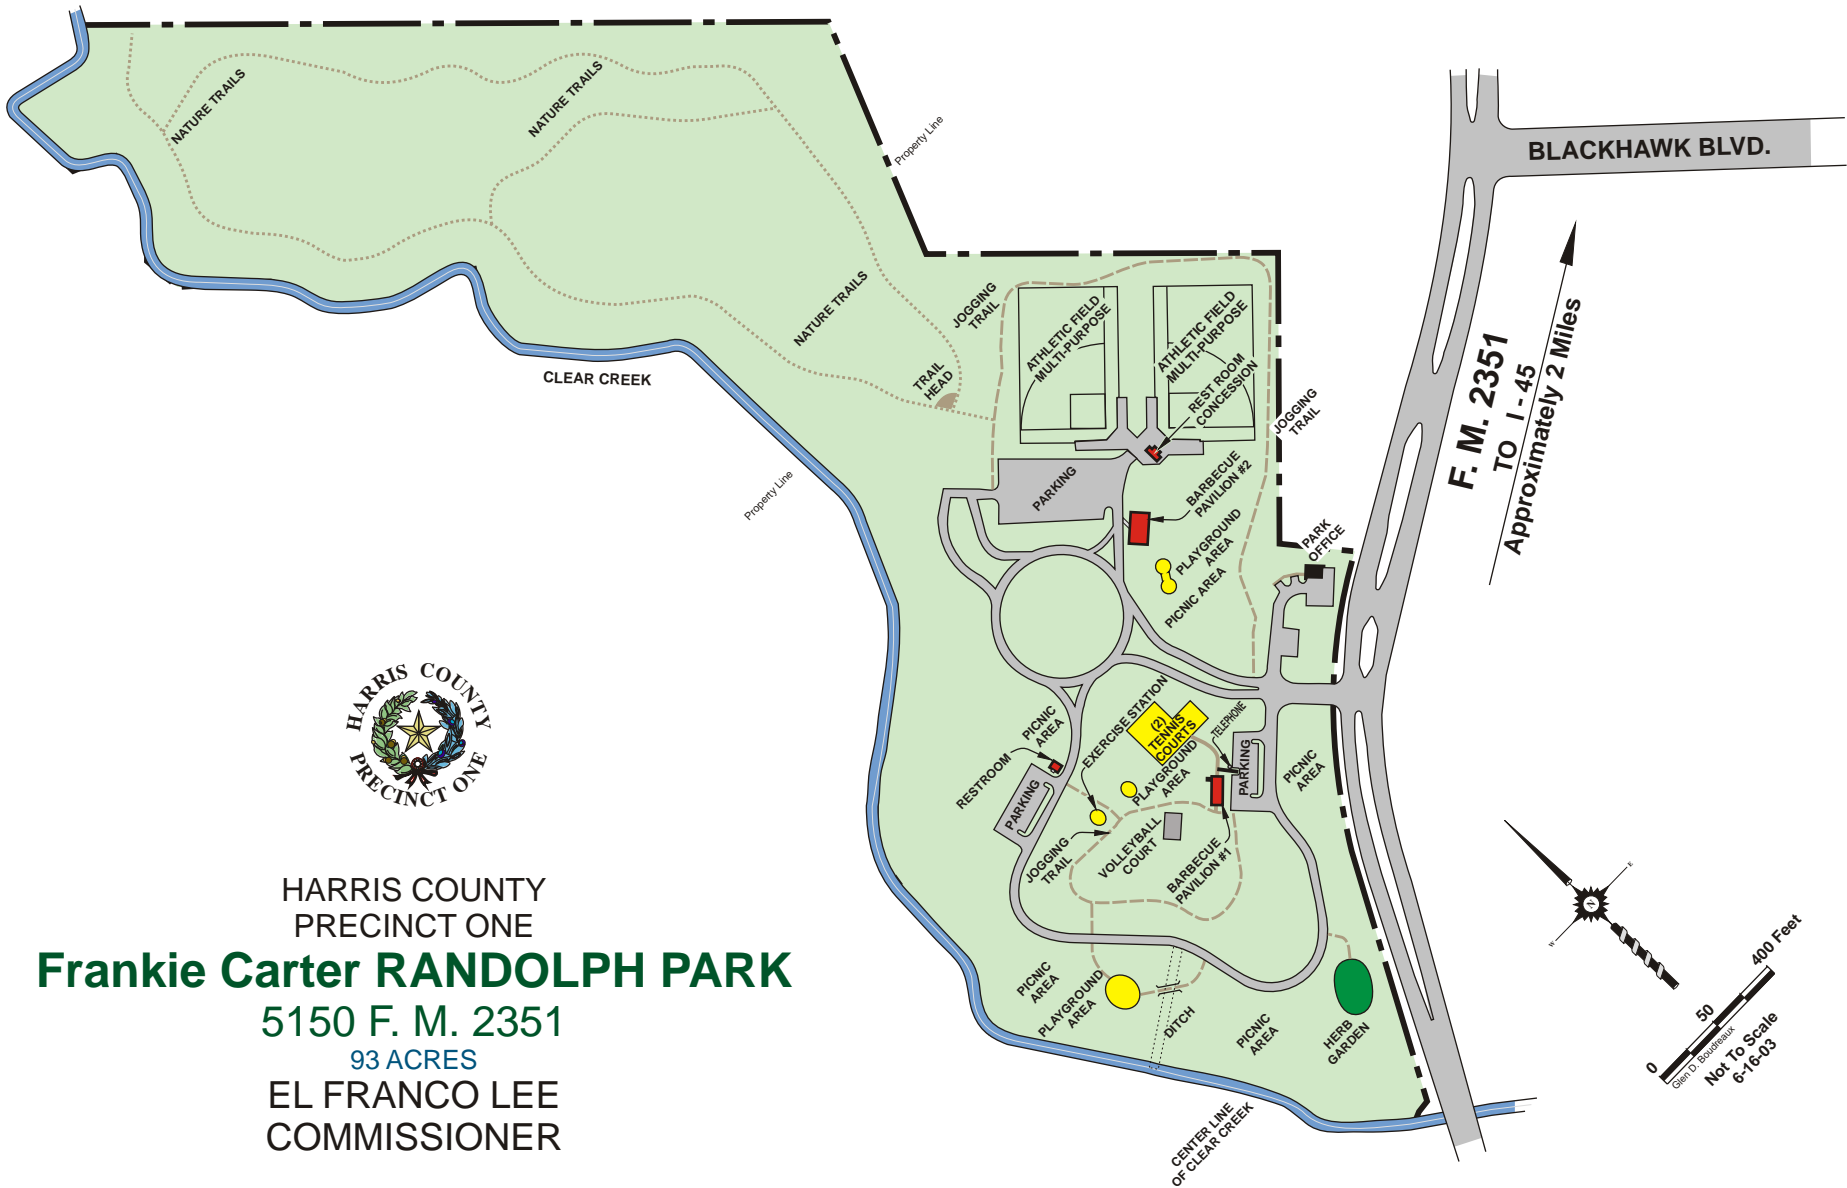 NATURE TRAILS
NATURE TRAILS
Property Line
BLACKHAWK BLVD.
NATURE TRAILS
JOGGING
TRAIL
ATHLETIC FIELD
MULTI-PURPOSE
ATHLETIC FIELD
MULTI-PURPOSE
REST ROOM
CONCESSION
TRAIL
HEAD
CLEAR CREEK
JOGGING
TRAIL
F. M. 2351
TO I - 45
Approximately 2 Miles
Property Line
PARKING
BARBECUE
PAVILION #2
PLAYGROUND
AREA
PICNIC AREA
PARK
OFFICE
HARRIS COUNTY
PRECINCT ONE
PICNIC
AREA
EXERCISE STATION
(2)
TENNIS
COURTS
TELEPHONE
RESTROOM
PARKING
PLAYGROUND
AREA
PARKING
PICNIC
AREA
JOGGING
TRAIL
VOLLEYBALL
COURT
BARBECUE
PAVILION #1
HARRIS COUNTY
PRECINCT ONE
Frankie Carter RANDOLPH PARK
5150 F. M. 2351
93 ACRES
EL FRANCO LEE
COMMISSIONER
PICNIC
AREA
PLAYGROUND
AREA
DITCH
PICNIC
AREA
HERB
GARDEN
CENTER LINE
OF CLEAR CREEK
E
N
W
0
50
400 Feet
Glen D. Boudreaux
Not To Scale
6-16-03